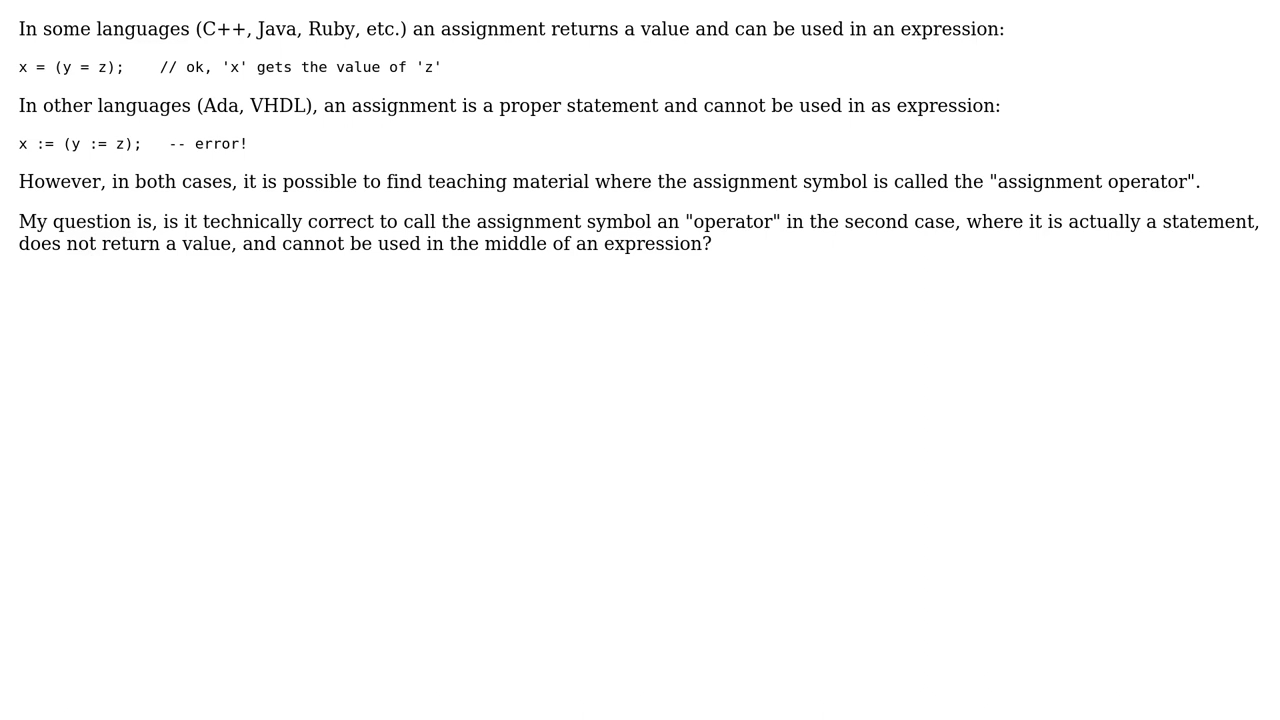 In some languages (C++, Java, Ruby, etc.) an assignment returns a value and can be used in an expression:
x = (y = z);    // ok, 'x' gets the value of 'z'
In other languages (Ada, VHDL), an assignment is a proper statement and cannot be used in as expression:
x := (y := z);   -- error!
However, in both cases, it is possible to find teaching material where the assignment symbol is called the "assignment operator".
My question is, is it technically correct to call the assignment symbol an "operator" in the second case, where it is actually a statement,
does not return a value, and cannot be used in the middle of an expression?